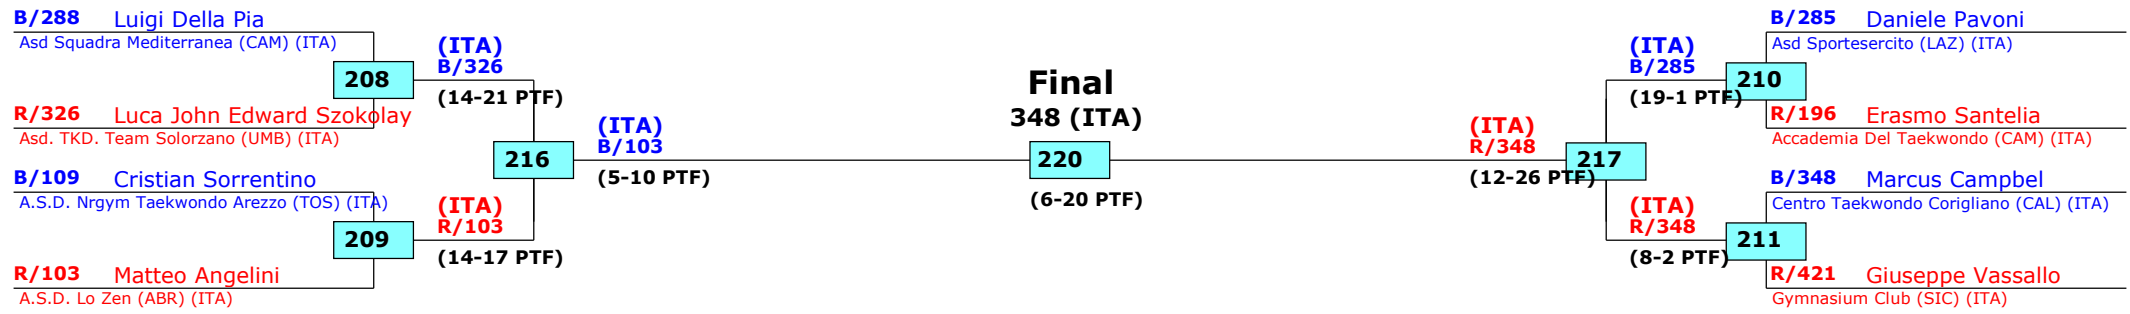 B/288 Luigi Della Pia
Asd Squadra Mediterranea (CAM) (ITA)
208
R/326 Luca John Edward Szokolay
Asd. TKD. Team Solorzano (UMB) (ITA)
B/109 Cristian Sorrentino
A.S.D. Nrgym Taekwondo Arezzo (TOS) (ITA)
209
R/103 Matteo Angelini
A.S.D. Lo Zen (ABR) (ITA)
(ITA)
B/326
(14-21 PTF)
216
(ITA)
R/103
(14-17 PTF)
(ITA)
B/103
(5-10 PTF)
Final
348 (ITA)
220
(6-20 PTF)
(ITA)
R/348
(12-26 PTF)
217
(ITA)
B/285
(19-1 PTF)
(ITA)
R/348
(8-2 PTF)
B/285 Daniele Pavoni
Asd Sportesercito (LAZ) (ITA)
210
R/196 Erasmo Santelia
Accademia Del Taekwondo (CAM) (ITA)
B/348 Marcus Campbel
Centro Taekwondo Corigliano (CAL) (ITA)
211
R/421 Giuseppe Vassallo
Gymnasium Club (SIC) (ITA)